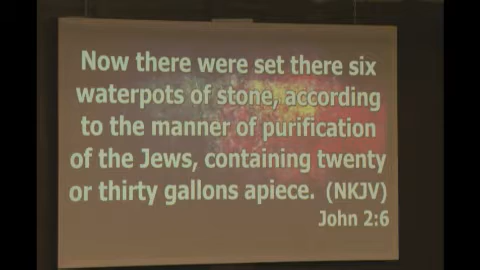 Now there were set there six
waterpots of stone, according
to the manner of purification
of the Jews, containing twenty
or thirty gallons apiece. (NKJV)
John 2:6